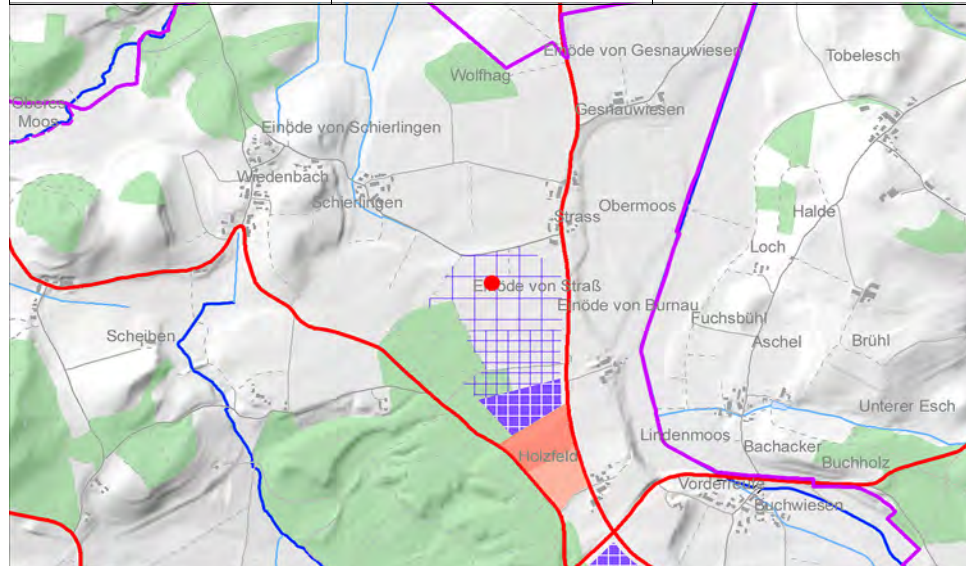 Einöde von Gesnauwiesen
Tobelesch
Wolfhag
Oberes
Moos
Gesnauwiesen
Einöde von Schierlingen
Wiedenbach
Schierlingen
Obermoos
Halde
Strass
Loch
Einöde von Straß
Einöde von Burnau
Fuchsbühl
Scheiben
Aschel
Brühl
Unterer Esch
Lindenmoos
Bachacker
Holzfeld
Buchholz
Vorderreute
Buchwiesen